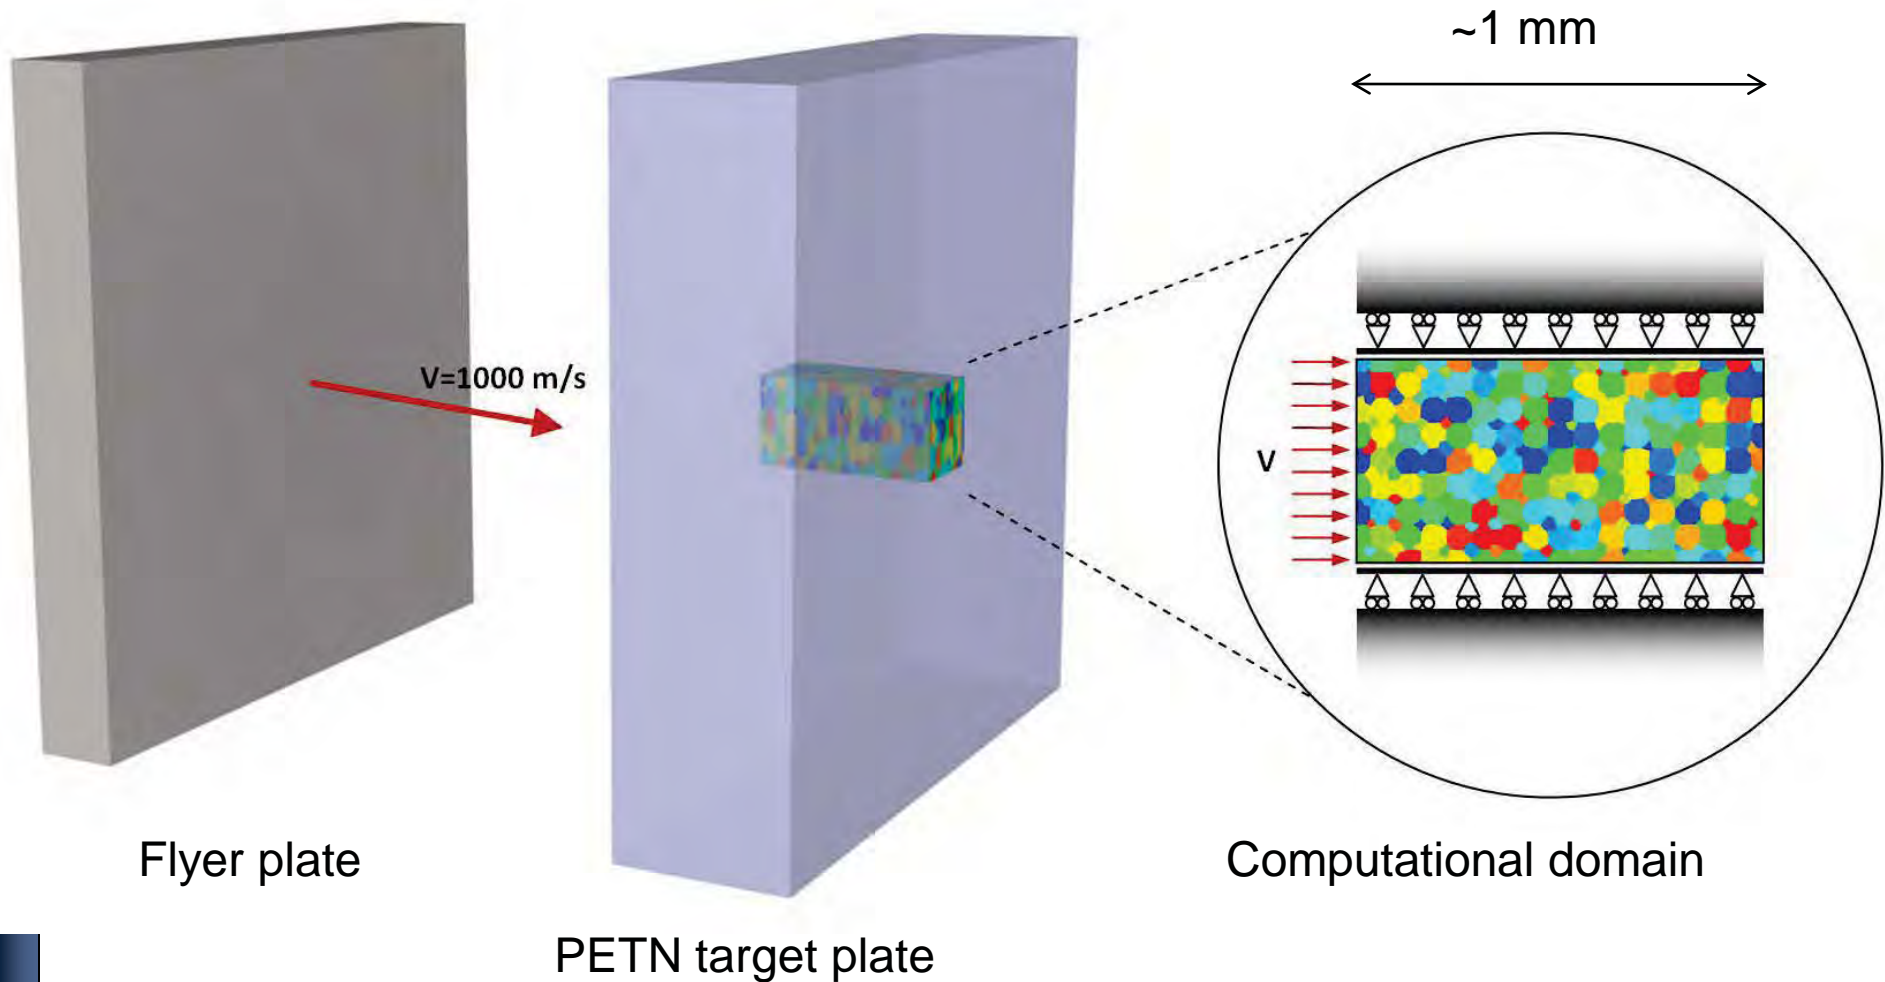 ~1 mm
V=1000 m/s
V
Flyer plate
Computational domain
PETN target plate